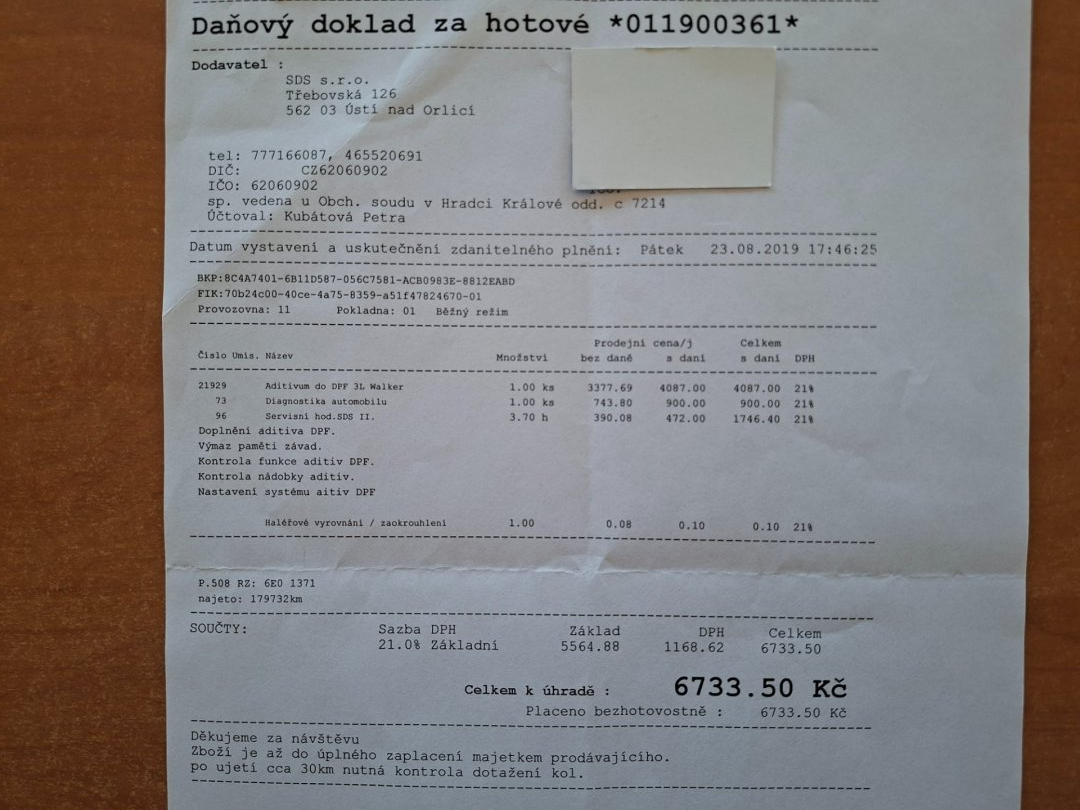 Daňový doklad za hotové *011900361*
Dodavatel :
SDS s.r.o.
Třebovská 126
562 03 Ústí nad Orlicí
tel: 777166087, 465520691
DIČ: CZ62060902
IČO: 62060902
sp. vedena u Obch. soudu v Hradci Králové odd. c 7214
Účtoval: Kubátová Petra
Datum vystavení a uskutečnění zdanitelného plnění: Pátek 23.08.2019 17:46:25
BKP:8C4A7401-6B11D587-056C7581-ACB0983E-8812EABD
FIK:70b24c00-40ce-4a75-8359-a51f47824670-01
Provozovna: 11 Pokladna: 01 Běžný režim
Prodejní cena/j Celkem
Číslo Umis. Název Množství bez daně s daní s daní DPH
21929 Aditivum do DPF 3L Walker 1.00 ks 3377.69 4087.00 4087.00 21%
73 Diagnostika automobilu 1.00 ks 743.80 900.00 900.00 21%
96 Servisní hod.SDS II. 3.70 h 390.08 472.00 1746.40 21%
Doplnění aditiva DPF.
Výmaz paměti závad.
Kontrola funkce aditiv DPF.
Kontrola nádobky aditiv.
Nastavení systému aitiv DPF
Haléřové vyrovnání / zaokrouhlení 1.00 0.08 0.10 0.10 21%
P.508 RZ: 6E0 1371
najeto: 179732km
SOUČTY: Sazba DPH Základ DPH Celkem
21.0% Základní 5564.88 1168.62 6733.50
Celkem k úhradě : 6733.50 Kč
Placeno bezhotovostně : 6733.50 Kč
Děkujeme za návštěvu
Zboží je až do úplného zaplacení majetkem prodávajícího.
po ujetí cca 30km nutná kontrola dotažení kol.